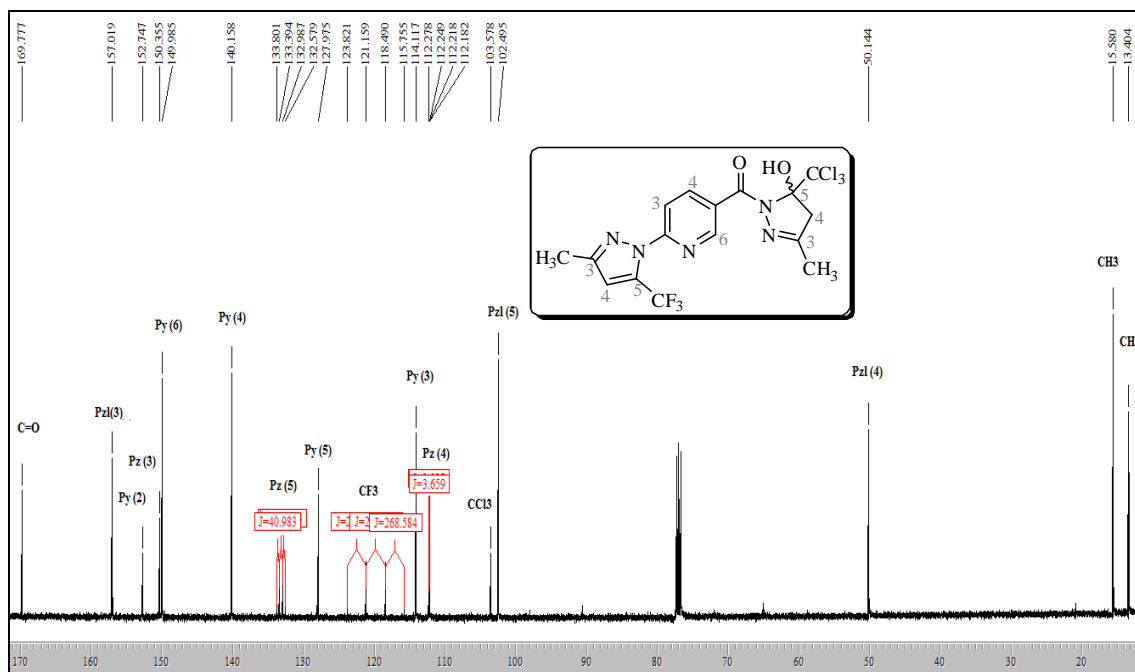 169.777
157.019
152.747
150.355
149.985
140.158
133.801
133.394
132.987
132.579
127.975
123.821
121.159
118.490
115.755
114.117
112.278
112.249
112.218
112.182
103.578
102.495
50.144
15.580
13.404
O
HO
CCl3
4
5
3
N
4
N
6
N
3
H3C
N
N
CH3
3
5
4
CF3
CH3
Pzl (5)
Py (6)
Py (4)
CH
Py (3)
Pzl (4)
Pzl (3)
C=O
Py (5)
Pz (4)
Pz (3)
Pz (5)
CF3
Py (2)
CCl3
J=3.659
J=40.983
J=2
J=2
J=268.584
170 160 150 140 130 120 110 100 90 80 70 60 50 40 30 20